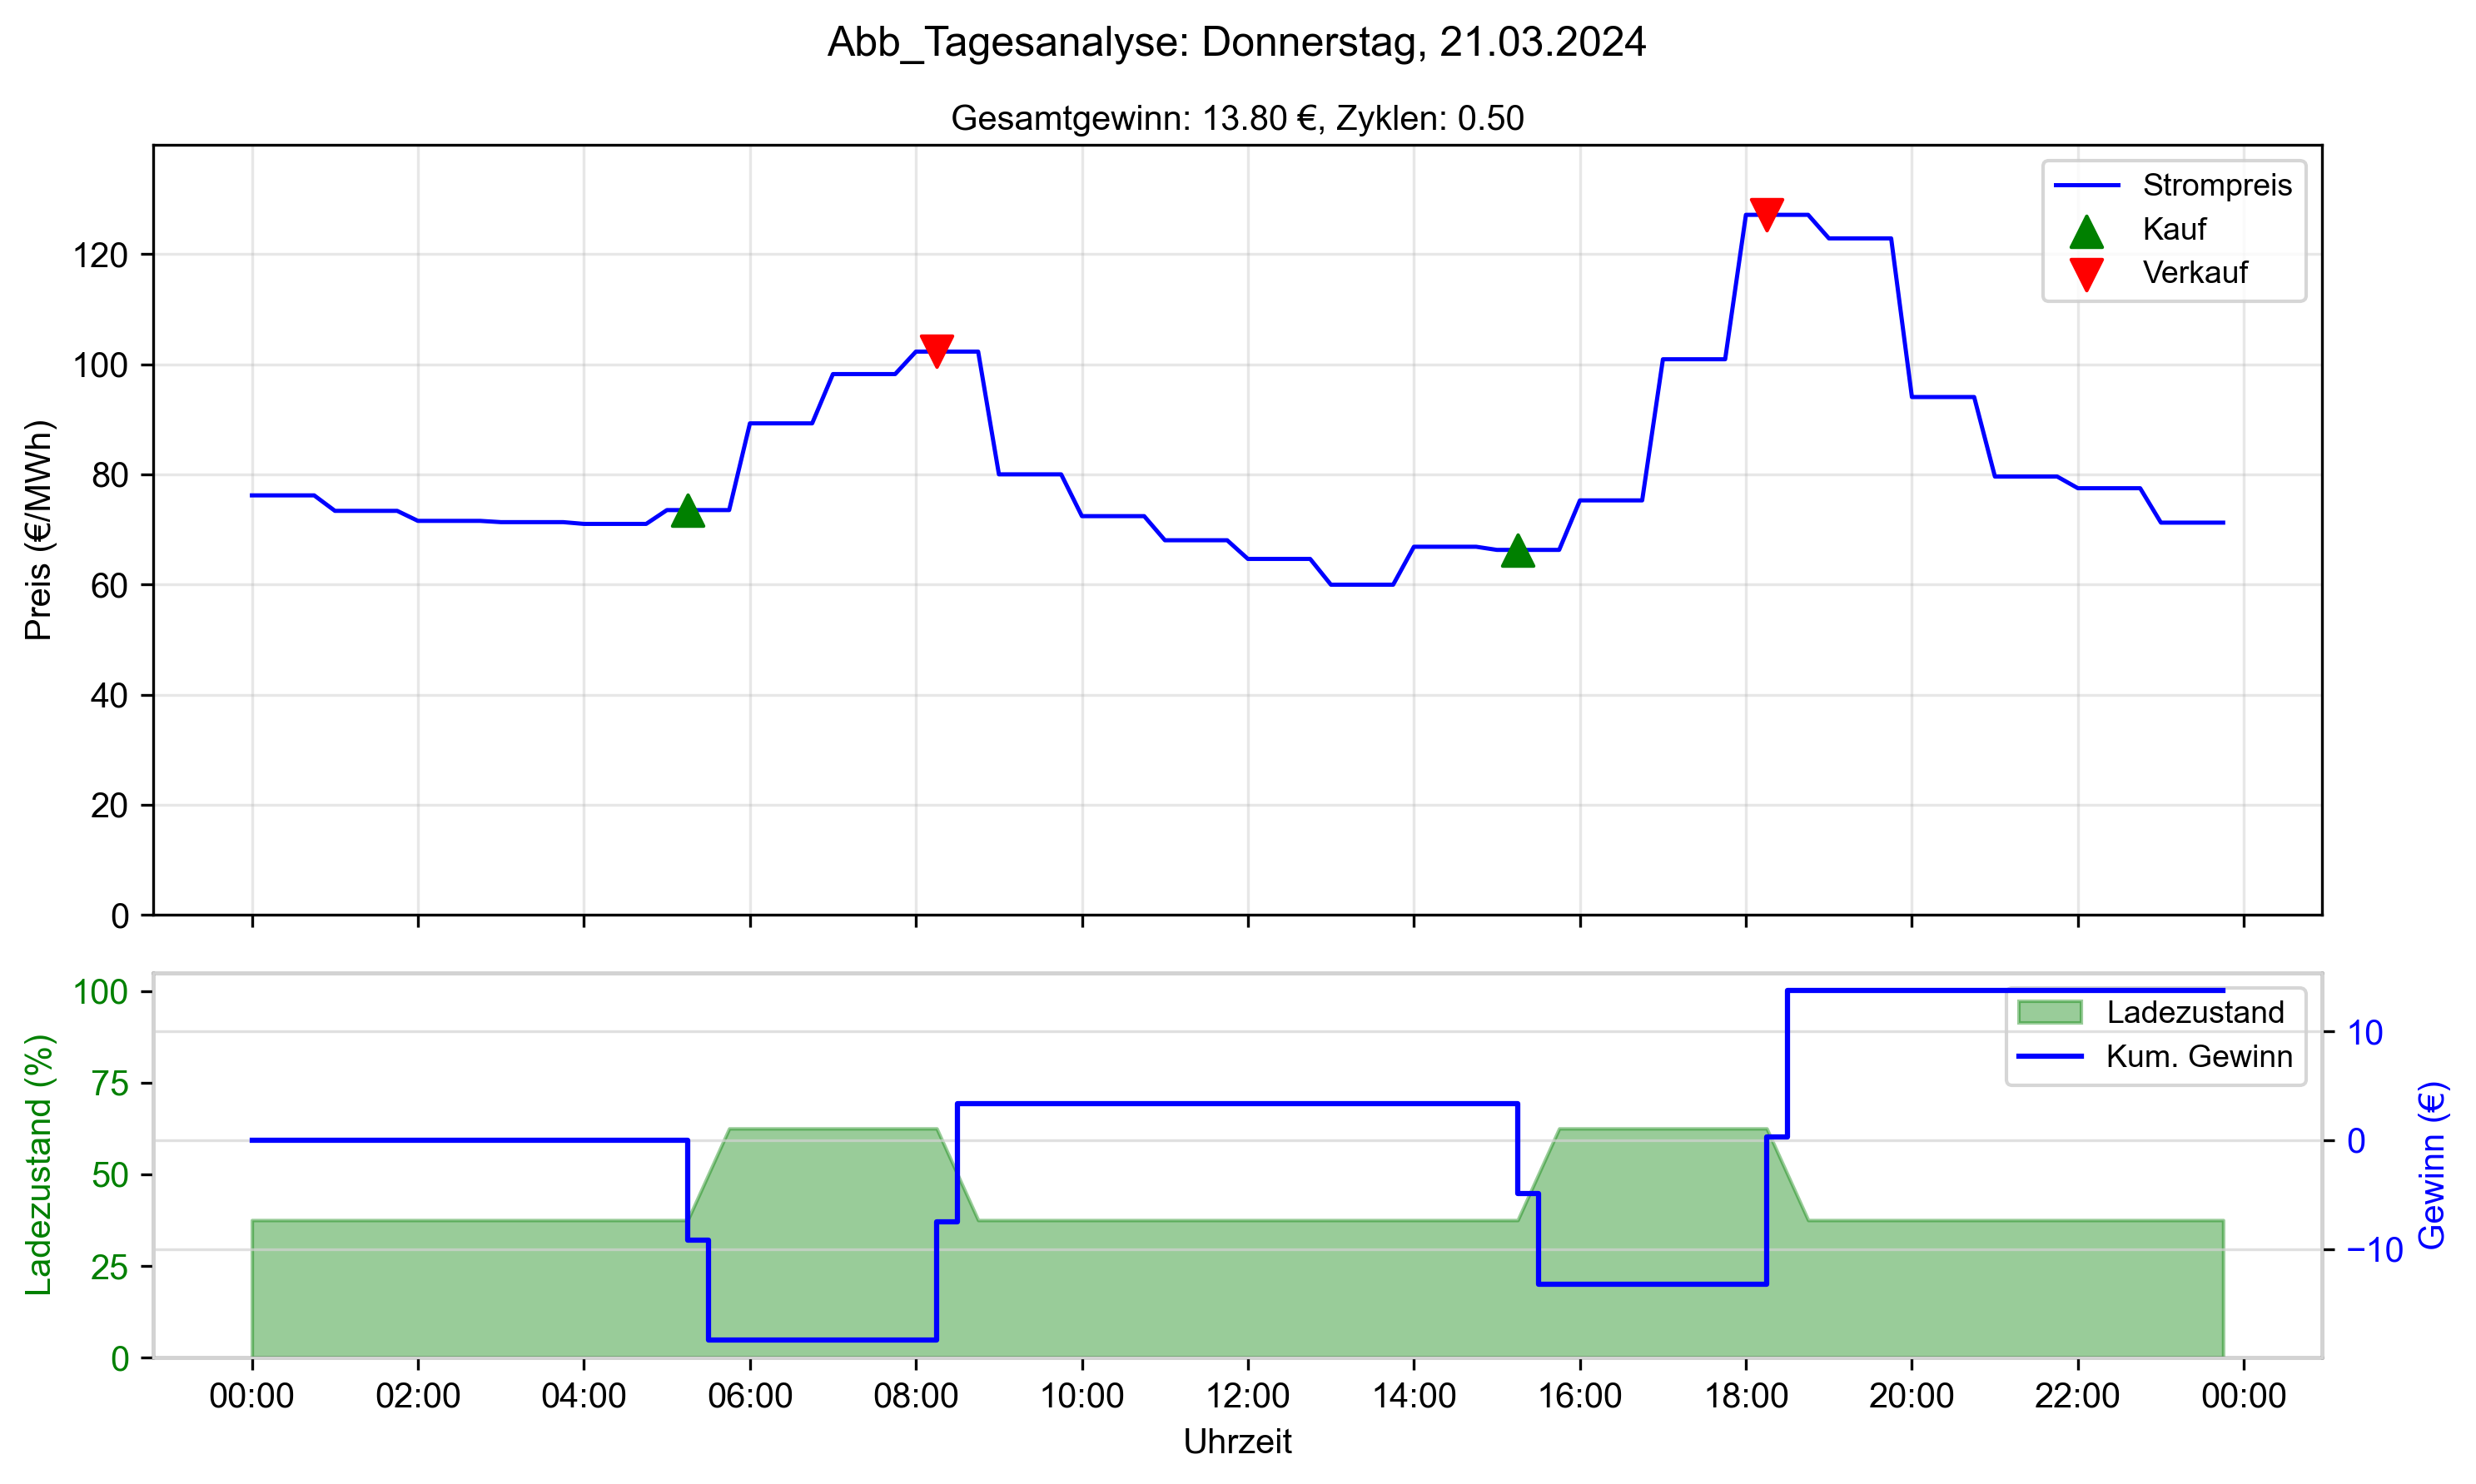 Abb_Tagesanalyse: Donnerstag, 21.03.2024
Gesamtgewinn: 13.80 €, Zyklen: 0.50
Preis (€/MWh)
120
100
80
60
40
20
0
Strompreis
Kauf
Verkauf
Ladezustand (%)
100
75
50
25
0
Ladezustand
Kum. Gewinn
10
0
−10
Gewinn (€)
00:00 02:00 04:00 06:00 08:00 10:00 12:00 14:00 16:00 18:00 20:00 22:00 00:00
Uhrzeit